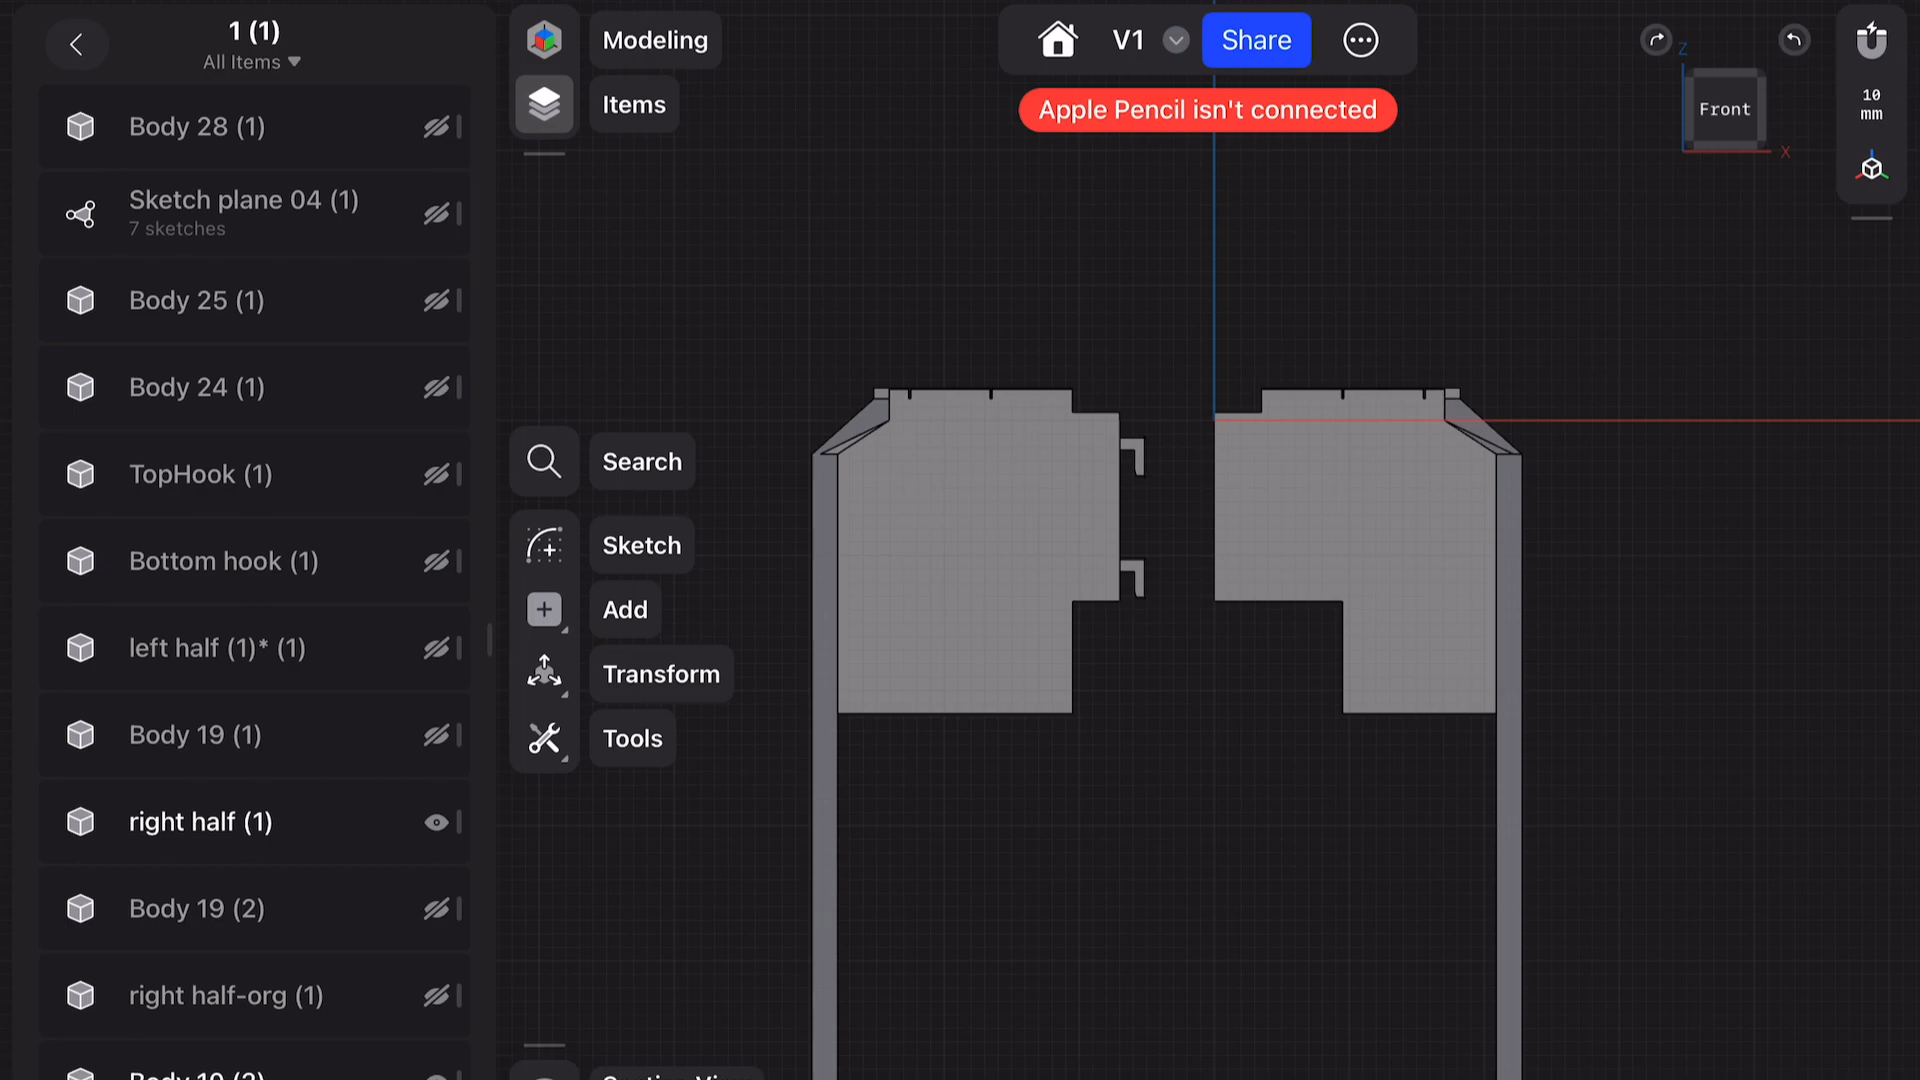 1 (1)
All Items
Body 28 (1)
Sketch plane 04 (1)
7 sketches
Body 25 (1)
Body 24 (1)
TopHook (1)
Bottom hook (1)
left half (1)* (1)
Body 19 (1)
right half (1)
Body 19 (2)
right half-org (1)
Modeling
Items
Search
Sketch
Add
Transform
Tools
V1
Share
Apple Pencil isn't connected
Z
Front
X
10
mm